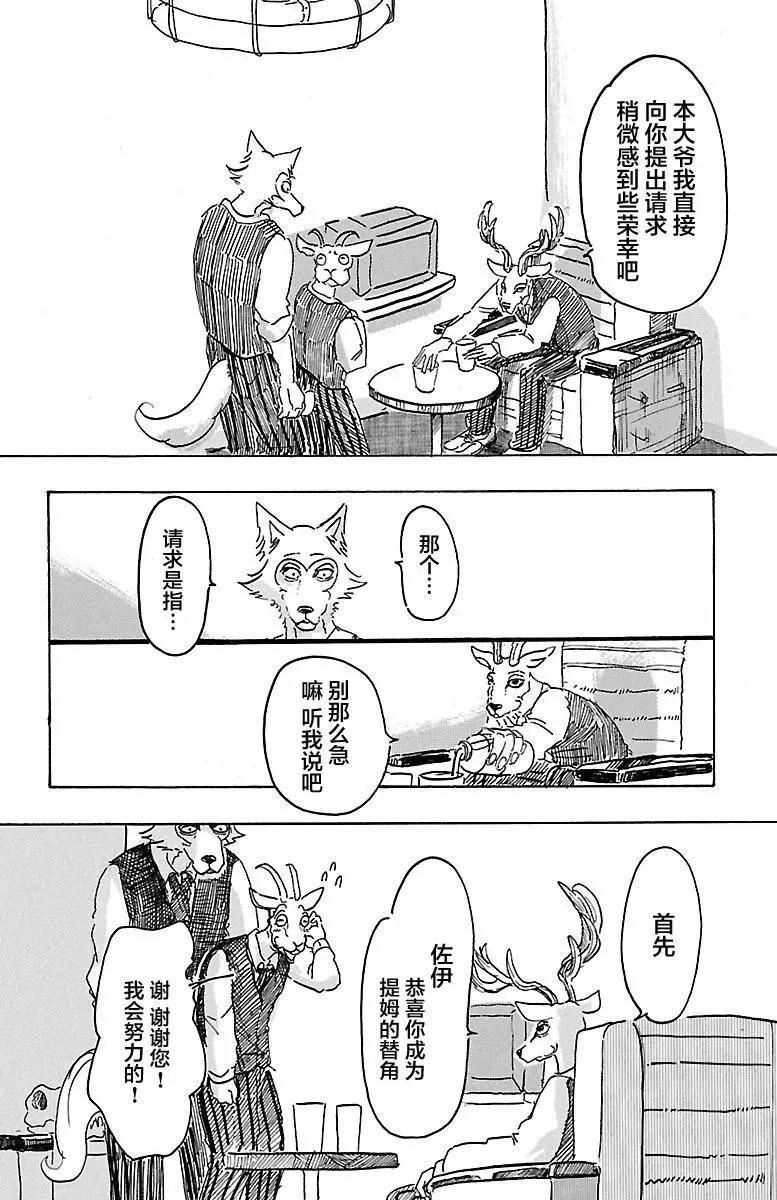 本大爷我直接
向你提出请求
稍微感到些荣幸吧
那个…
请求是指…
别那么急
嘛 听我说吧
首先
佐伊
恭喜你成为
提姆的替角
谢 谢谢您！
我会努力的！